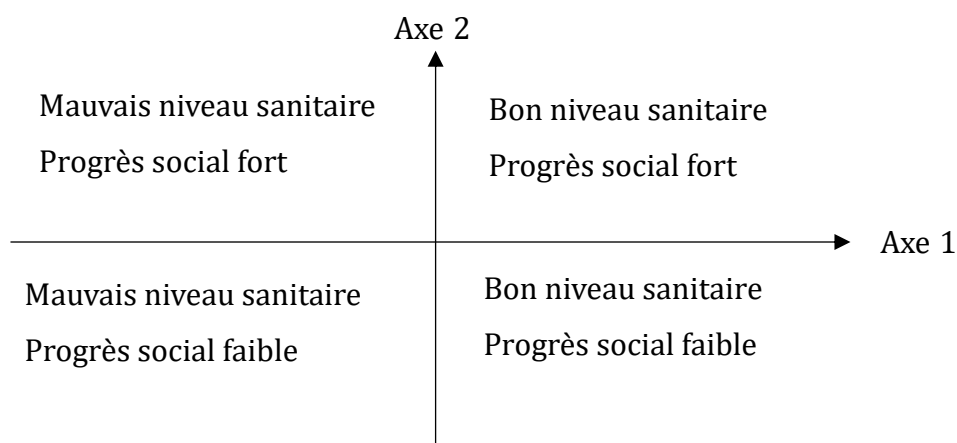 Axe 2
Mauvais niveau sanitaire
Progrès social fort
Bon niveau sanitaire
Progrès social fort
Axe 1
Mauvais niveau sanitaire
Progrès social faible
Bon niveau sanitaire
Progrès social faible